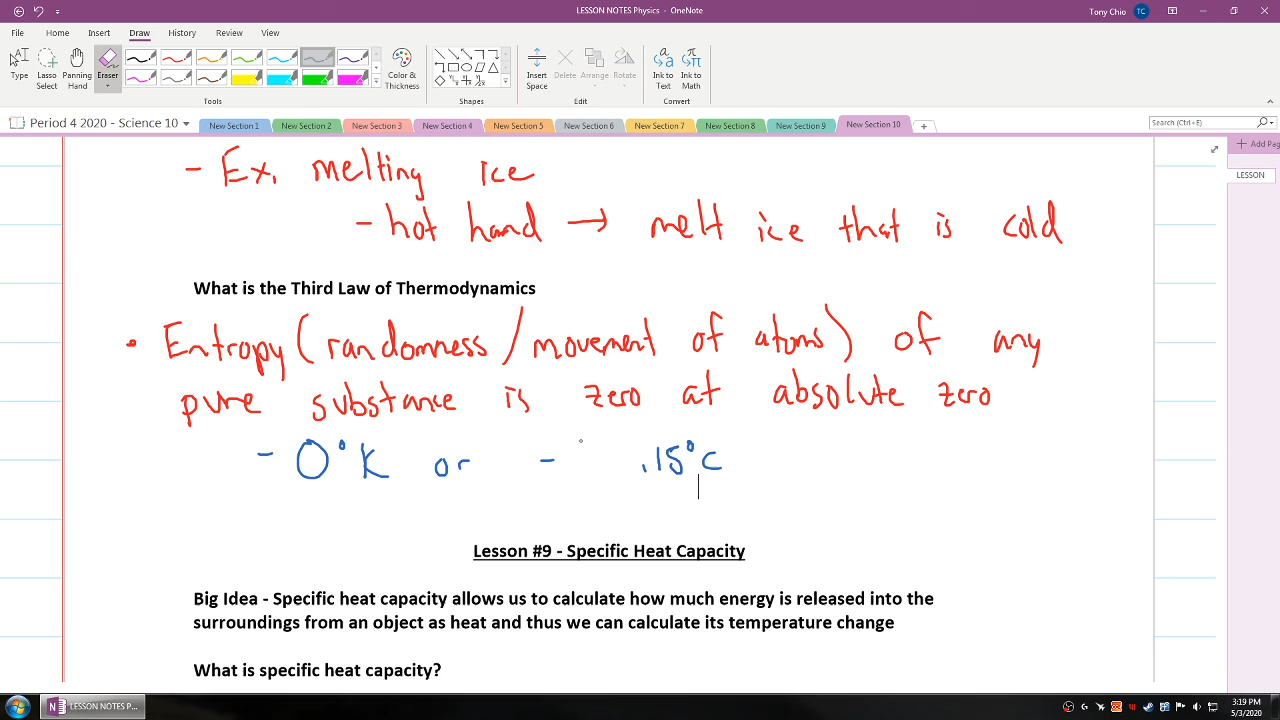 LESSON NOTES Physics - OneNote
Tony Chio TC
File Home Insert Draw History Review View
Type Lasso Select Panning Hand Eraser Color & Thickness Insert Space Delete Arrange Rotate Ink to Text Ink to Math
Tools Shapes Edit Convert
Period 4 2020 - Science 10 New Section 1 New Section 2 New Section 3 New Section 4 New Section 5 New Section 6 New Section 7 New Section 8 New Section 9 New Section 10 Search (Ctrl+E)
Add Pag
LESSON
- Ex. melting ice
- hot hand → melt ice that is cold
What is the Third Law of Thermodynamics
• Entropy (randomness/movement of atoms) of any
pure substance is zero at absolute zero
- 0°K or - .15°C
Lesson #9 - Specific Heat Capacity
Big Idea - Specific heat capacity allows us to calculate how much energy is released into the
surroundings from an object as heat and thus we can calculate its temperature change
What is specific heat capacity?
LESSON NOTES P...
3:19 PM
5/3/2020